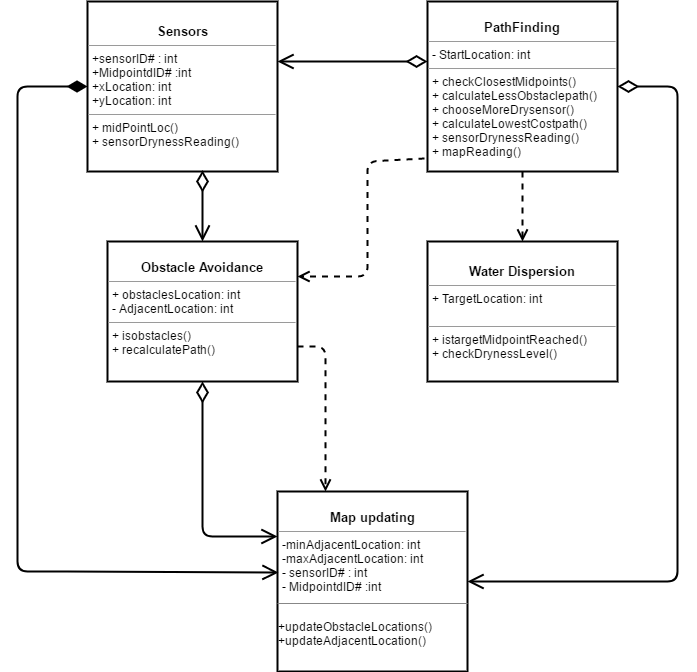 Sensors
+sensorID# : int
+MidpointdID# :int
+xLocation: int
+yLocation: int
+ midPointLoc()
+ sensorDrynessReading()
PathFinding
- StartLocation: int
+ checkClosestMidpoints()
+ calculateLessObstaclepath()
+ chooseMoreDrysensor()
+ calculateLowestCostpath()
+ sensorDrynessReading()
+ mapReading()
Obstacle Avoidance
+ obstaclesLocation: int
- AdjacentLocation: int
+ isobstacles()
+ recalculatePath()
Water Dispersion
+ TargetLocation: int
+ istargetMidpointReached()
+ checkDrynessLevel()
Map updating
-minAdjacentLocation: int
-maxAdjacentLocation: int
- sensorID# : int
- MidpointdID# :int
+updateObstacleLocations()
+updateAdjacentLocation()